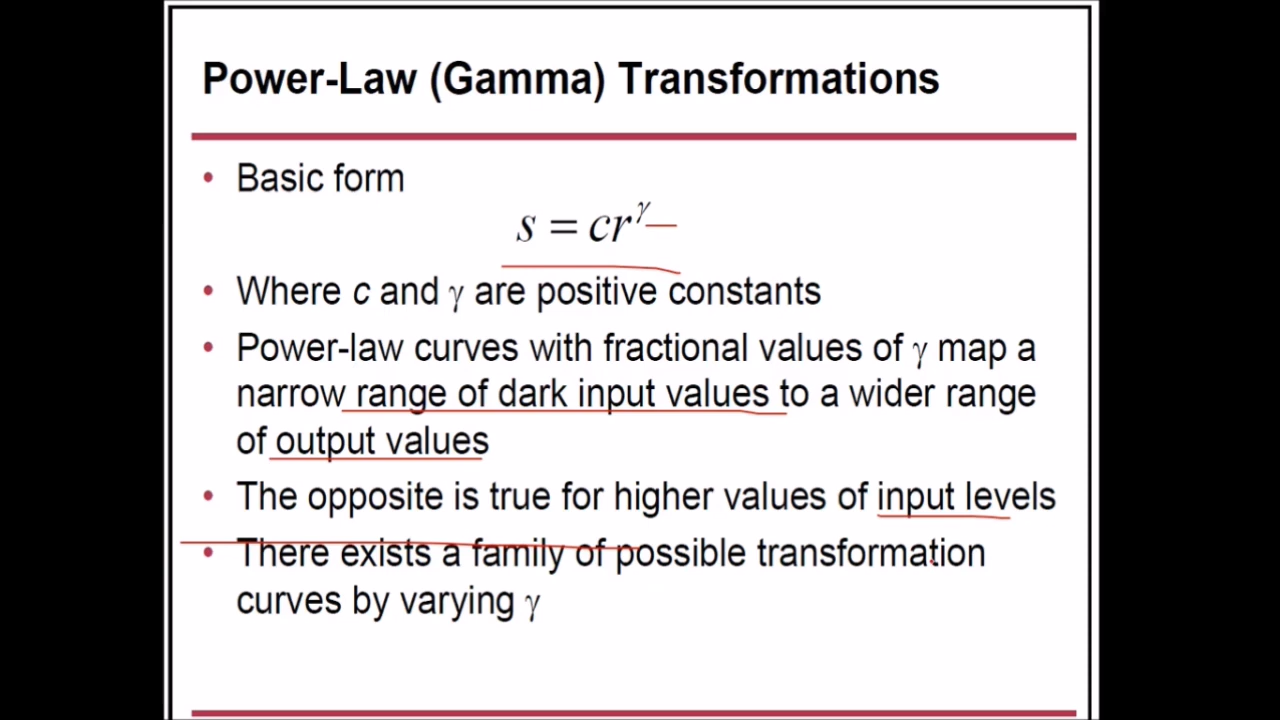 Power-Law (Gamma) Transformations
• Basic form
s = cr^γ
• Where c and γ are positive constants
• Power-law curves with fractional values of γ map a
narrow range of dark input values to a wider range
of output values
• The opposite is true for higher values of input levels
• There exists a family of possible transformation
curves by varying γ